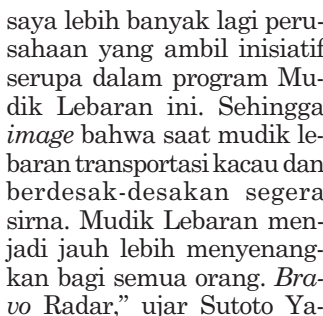 saya lebih banyak lagi peru-
sahaan yang ambil inisiatif
serupa dalam program Mu-
dik Lebaran ini. Sehingga
image bahwa saat mudik le-
baran transportasi kacau dan
berdesak-desakan segera
sirna. Mudik Lebaran men-
jadi jauh lebih menyenang-
kan bagi semua orang. Bra-
vo Radar,” ujar Sutoto Ya-